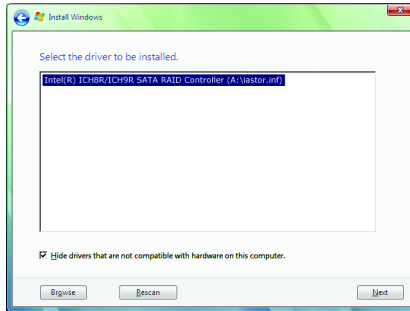 Install Windows
Select the driver to be installed.
Intel(R) ICH8R/ICH9R SATA RAID Controller (A:\iastor.inf)
Hide drivers that are not compatible with hardware on this computer.
Browse
Rescan
Next